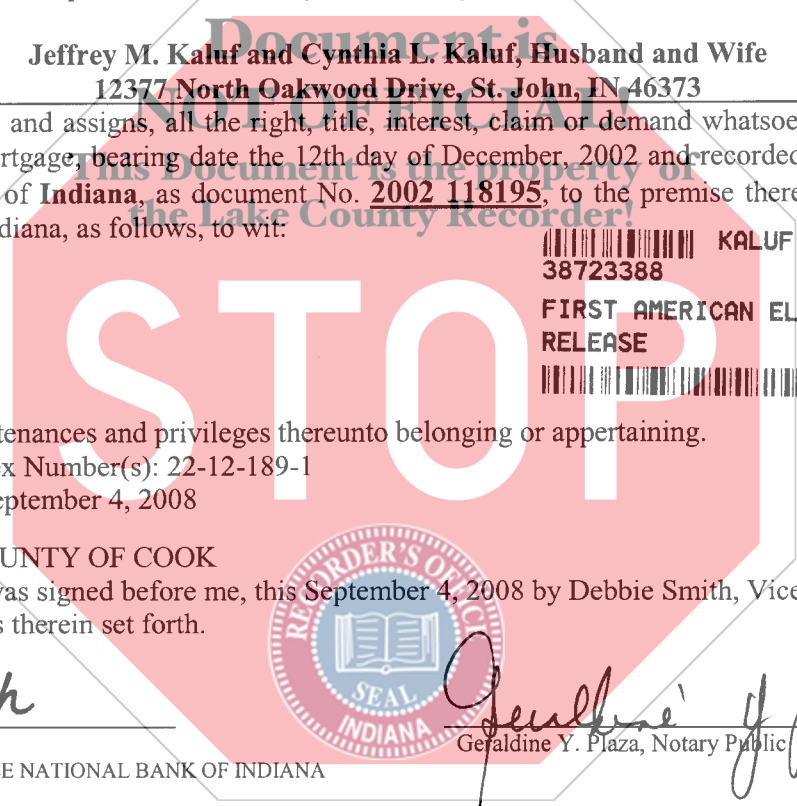 Document is
Jeffrey M. Kaluf and Cynthia L. Kaluf, Husband and Wife
12377 North Oakwood Drive, St. John, IN 46373
NOT OFFICIAL!
and assigns, all the right, title, interest, claim or demand whatsoe
rtgage, bearing date the 12th day of December, 2002 and recorded
This Document is the property of
of Indiana, as document No. 2002 118195, to the premise there
the Lake County Recorder!
diana, as follows, to wit:
KALUF
38723388
FIRST AMERICAN EL
RELEASE
STOP
tenances and privileges thereunto belonging or appertaining.
ex Number(s): 22-12-189-1
eptember 4, 2008
UNTY OF COOK
was signed before me, this September 4, 2008 by Debbie Smith, Vice
s therein set forth.
RECORDER'S OFFICE
SEAL
INDIANA
Geraldine Y.
Geraldine Y. Plaza, Notary Public
E NATIONAL BANK OF INDIANA